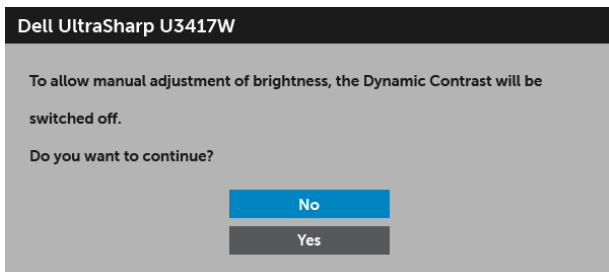 Dell UltraSharp U3417W
To allow manual adjustment of brightness, the Dynamic Contrast will be
switched off.
Do you want to continue?
No
Yes